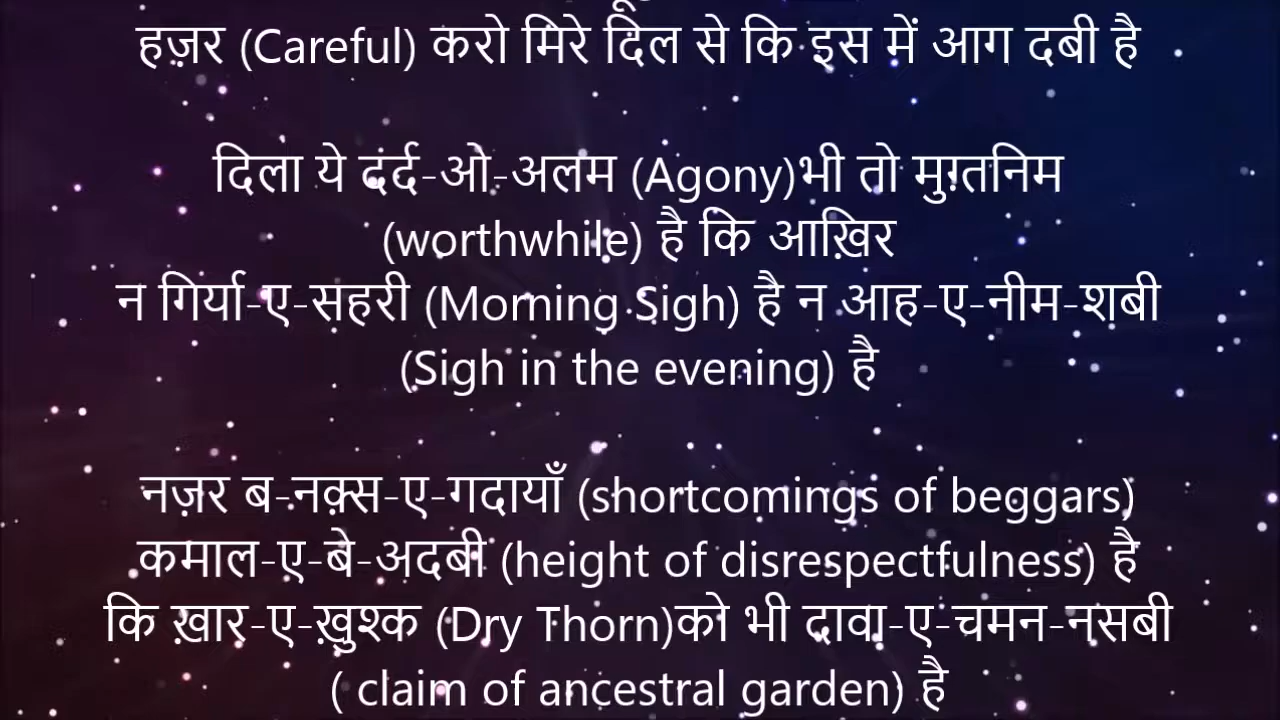 हज़र (Careful) करो मिरे दिल से कि इस में आग दबी है
दिला ये दर्द-ओ-अलम (Agony)भी तो मुग़्तनिम
(worthwhile) है कि आख़िर
न गिर्या-ए-सहरी (Morning Sigh) है न आह-ए-नीम-शबी
(Sigh in the evening) है
नज़र ब-नक़्स-ए-गदायाँ (shortcomings of beggars)
कमाल-ए-बे-अदबी (height of disrespectfulness) है
कि ख़ार-ए-ख़ुश्क (Dry Thorn)को भी दावा-ए-चमन-नसबी
( claim of ancestral garden) है